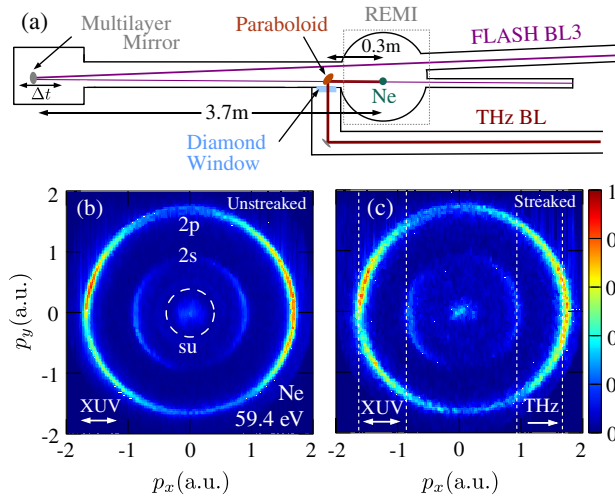 (a)
Multilayer
Mirror
Paraboloid
REMI
FLASH BL3
0.3m
Δt
Ne
3.7m
THz BL
Diamond
Window
(b)
Unstreaked
2p
2s
su
Ne
XUV
59.4 eV
2
1
0
-1
-2
p_y(a.u.)
-2
-1
0
1
2
p_x(a.u.)
(c)
Streaked
XUV
THz
-2
-1
0
1
2
p_x(a.u.)
1
0
0
0
0
0